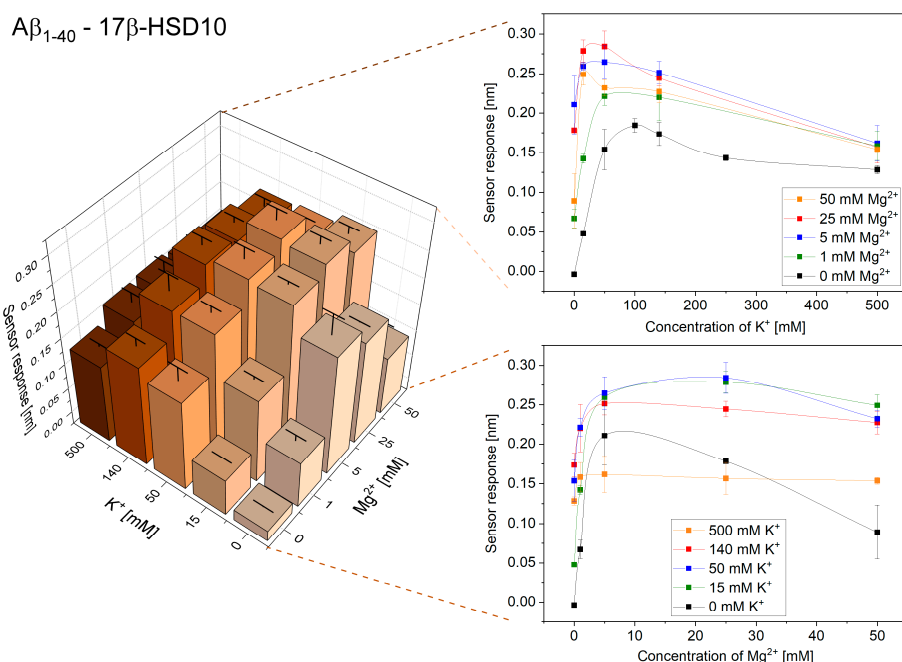 Aβ₁₋₄₀ - 17β-HSD10
Sensor response [nm]
0.30
0.25
0.20
0.15
0.10
0.05
0.00
500
140
50
15
0
K⁺ [mM]
0
1
5
25
50
Mg²⁺ [mM]
Sensor response [nm]
0.30
0.25
0.20
0.15
0.10
0.05
0.00
50 mM Mg²⁺
25 mM Mg²⁺
5 mM Mg²⁺
1 mM Mg²⁺
0 mM Mg²⁺
0 100 200 300 400 500
Concentration of K⁺ [mM]
Sensor response [nm]
0.30
0.25
0.20
0.15
0.10
0.05
0.00
500 mM K⁺
140 mM K⁺
50 mM K⁺
15 mM K⁺
0 mM K⁺
0 10 20 30 40 50
Concentration of Mg²⁺ [mM]